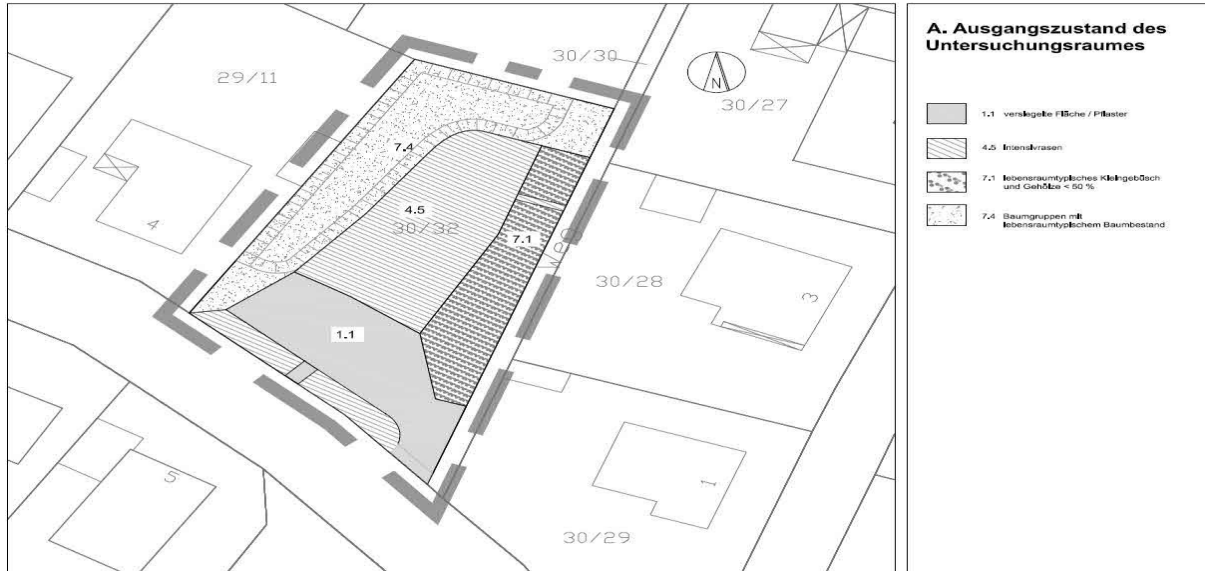 29/11
30/30
N
30/27
7.4
4.5
30/32
7.1
4
30/28
3
1.1
5
1
30/29
A. Ausgangszustand des
Untersuchungsraumes
1.1 versiegelte Fläche / Pflaster
4.5 Intensivrasen
7.1 lebensraumtypisches Kleingebüsch
und Gehölze < 50 %
7.4 Baumgruppen mit
lebensraumtypischem Baumbestand